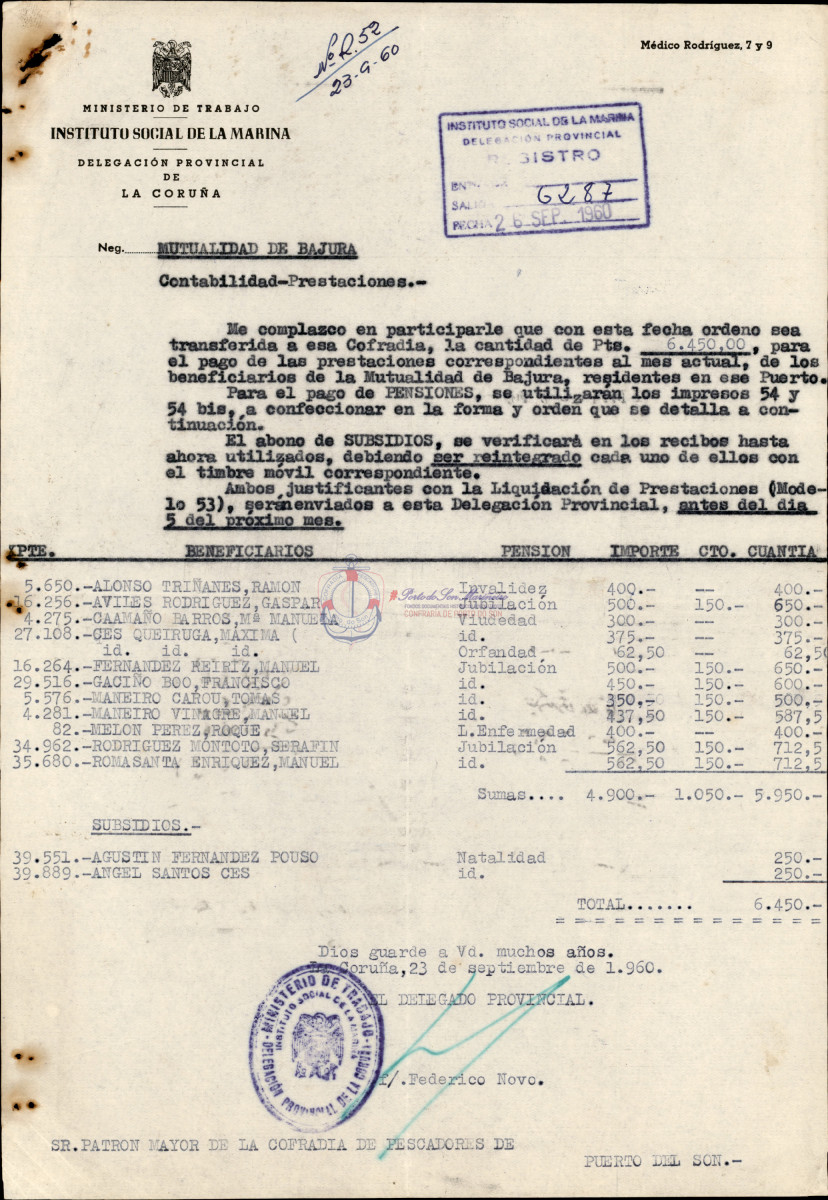 Nº R. 52
23-9-60
Médico Rodríguez, 7 y 9
MINISTERIO DE TRABAJO
INSTITUTO SOCIAL DE LA MARINA
DELEGACIÓN PROVINCIAL
DE
LA CORUÑA
INSTITUTO SOCIAL DE LA MARINA
DELEGACIÓN PROVINCIAL
REGISTRO
6287
FECHA 26 SEP. 1960
Neg. MUTUALIDAD DE BAJURA
Contabilidad-Prestaciones.-
Me complazco en participarle que con esta fecha ordeno sea
transferida a esa Cofradia, la cantidad de Pts. 6.450,00, para
el pago de las prestaciones correspondientes al mes actual, de los
beneficiarios de la Mutualidad de Bajura, residentes en ese Puerto.
Para el pago de PENSIONES, se utilizarán los impresos 54 y
54 bis, a confeccionar en la forma y orden que se detalla a con-
tinuación.
El abono de SUBSIDIOS, se verificará en los recibos hasta
ahora utilizados, debiendo ser reintegrado cada uno de ellos con
el timbre móvil correspondiente.
Ambos justificantes con la Liquidación de Prestaciones (Mode-
lo 53), seránenviados a esta Delegación Provincial, antes del dia
5 del próximo mes.
XPTE. BENEFICIARIOS PENSION IMPORTE CTO. CUANTIA
5.650.-ALONSO TRIÑANES,RAMON Invalidez 400.- -- 400.-
16.256.-AVILES RODRIGUEZ,GASPAR Jubilación 500.- 150.- 650.-
4.275.-CAAMAÑO BARROS,Mª MANUELA Viudedad 300.- -- 300.-
27.108.-CES QUEIRUGA,MAXIMA ( id. 375.- -- 375.-
id. id. id. Orfandad 62,50 -- 62,50
16.264.-FERNANDEZ REIRIZ,MANUEL Jubilación 500.- 150.- 650.-
29.516.-GACIÑO BOO,FRANCISCO id. 450.- 150.- 600.-
5.576.-MANEIRO CAROU,TOMAS id. 350,- 150.- 500.-
4.281.-MANEIRO VINAGRE,MANUEL id. 437,50 150.- 587,5
82.-MELON PEREZ,ROQUE. L.Enfermedad 400.- -- 400.-
34.962.-RODRIGUEZ MONTOTO,SERAFIN Jubilación 562,50 150.- 712,5
35.680.-ROMASANTA ENRIQUEZ,MANUEL id. 562,50 150.- 712,5
Sumas.... 4.900.- 1.050.- 5.950.-
SUBSIDIOS.-
39.551.-AGUSTIN FERNANDEZ POUSO Natalidad 250.-
39.889.-ANGEL SANTOS CES id. 250.-
TOTAL....... 6.450.-
Dios guarde a Vd. muchos años.
Coruña,23 de septiembre de 1.960.
EL DELEGADO PROVINCIAL.
MINISTERIO DE TRABAJO
INSTITUTO SOCIAL DE LA MARINA
DELEGACIÓN PROVINCIAL DE LA CORUÑA
f/.Federico Novo.
SR.PATRON MAYOR DE LA COFRADIA DE PESCADORES DE
PUERTO DEL SON.-